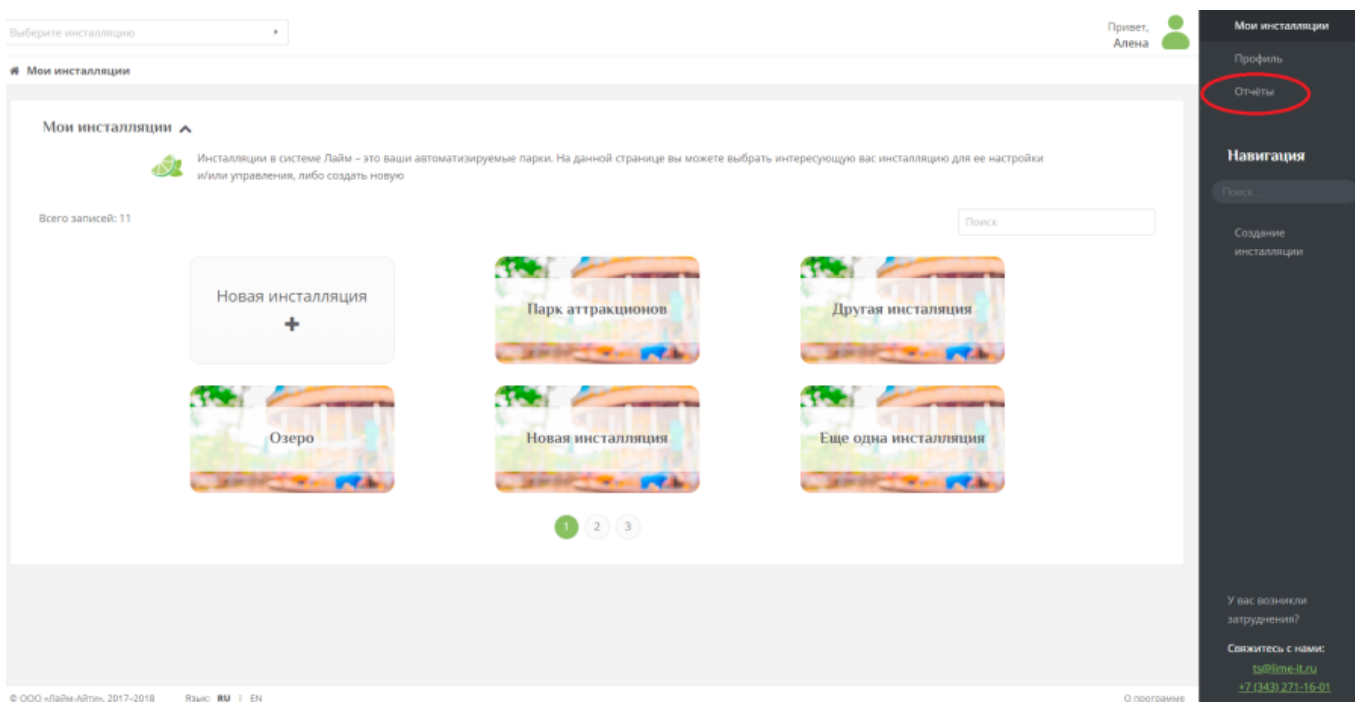 Выберите инсталляцию
Привет,
Алена
Мои инсталляции
Мои инсталляции
Инсталляции в системе Лайм – это ваши автоматизируемые парки. На данной странице вы можете выбрать интересующую вас инсталляцию для ее настройки
и/или управления, либо создать новую
Всего записей: 11
Поиск
Новая инсталляция
Парк аттракционов
Другая инсталяция
Озеро
Новая инсталляция
Еще одна инсталляция
1 2 3
© ООО «Лайм-Айти», 2017–2018 Язык: RU | EN
О программе
Мои инсталляции
Профиль
Отчёты
Навигация
Поиск...
Создание
инсталляции
У вас возникли
затруднения?
Свяжитесь с нами:
ts@lime-it.ru
+7 (343) 271-16-01